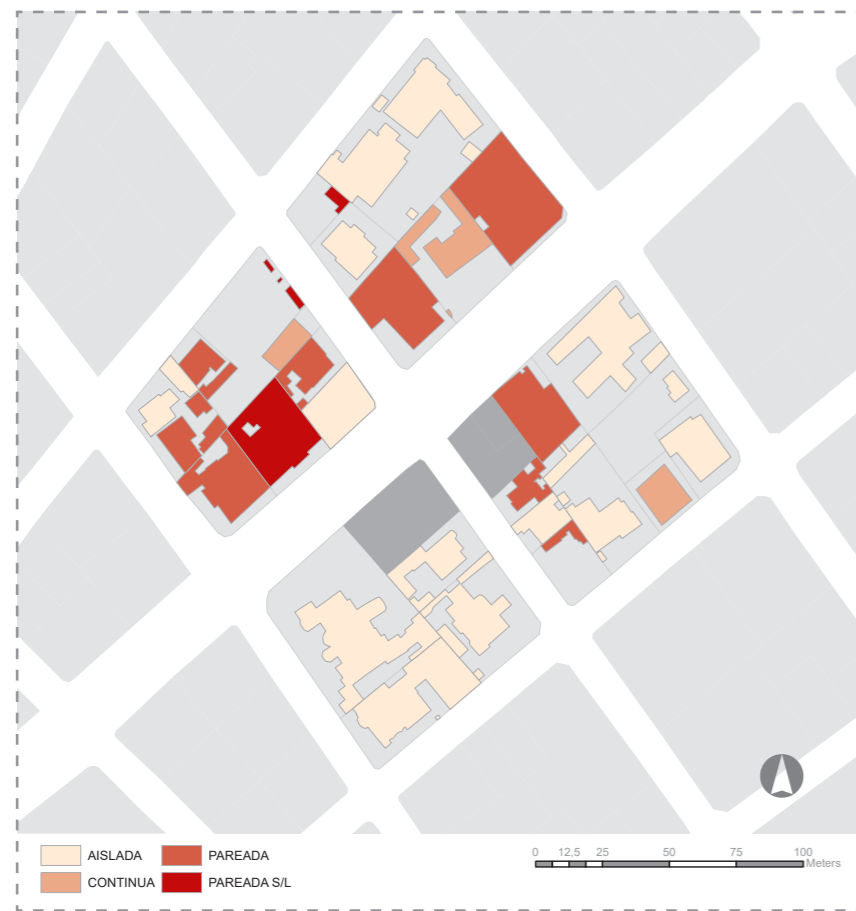 AISLADA
PAREADA
CONTINUA
PAREADA S/L
0 12,5 25 50 75 100
Meters